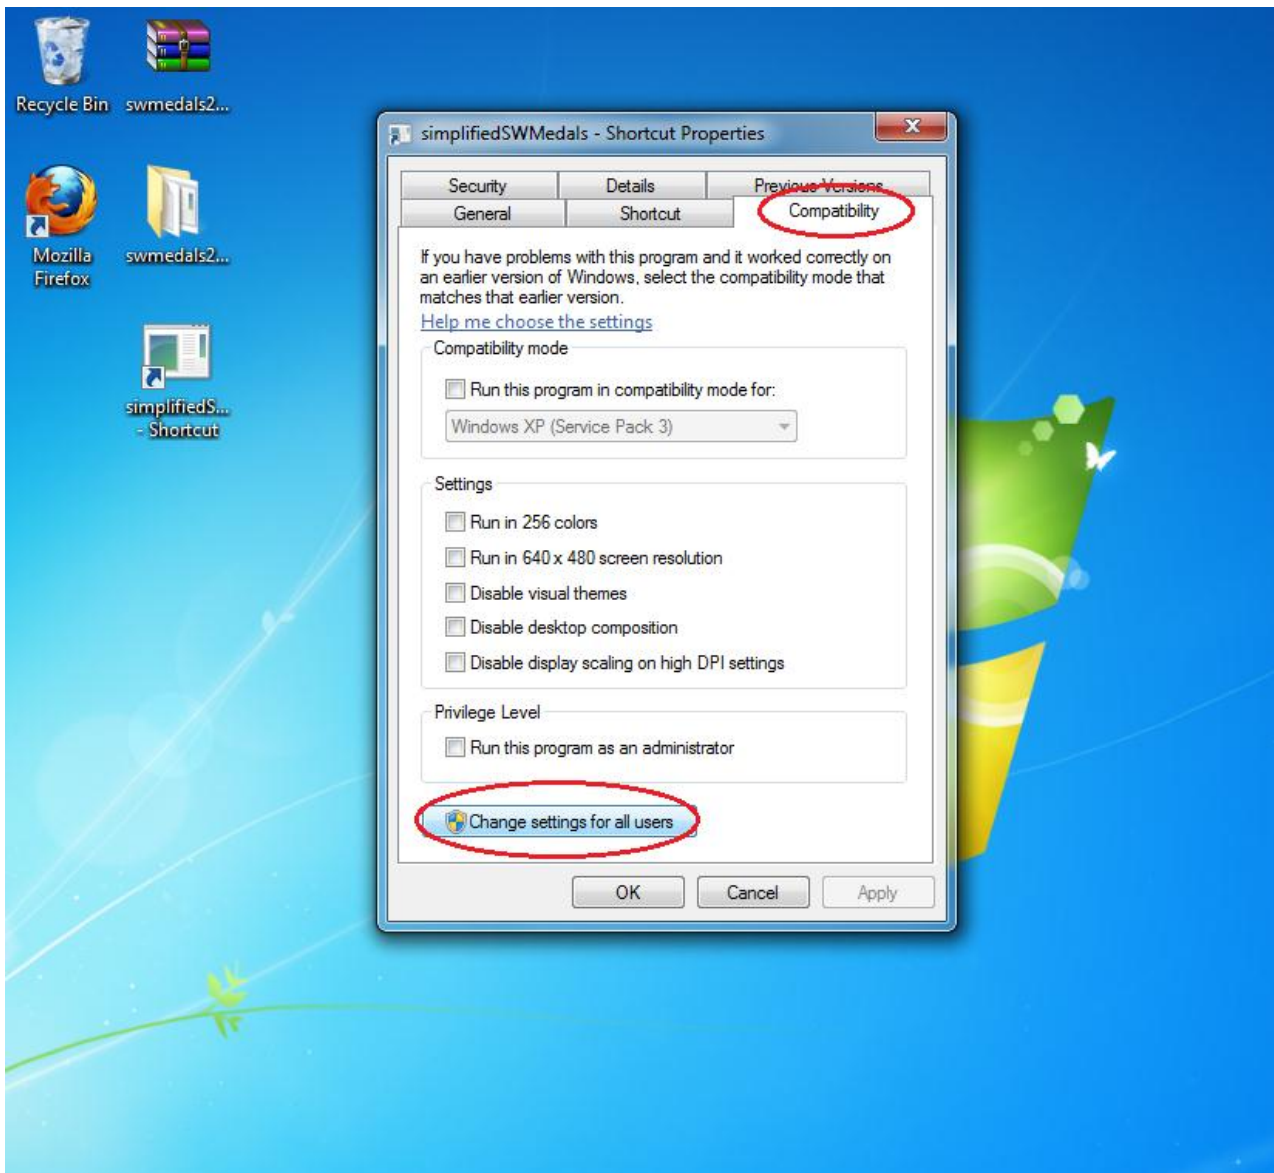 Recycle Bin
swmedals2...
Mozilla
Firefox
swmedals2...
simplifiedS...
- Shortcut
simplifiedSWMedals - Shortcut Properties
Security
Details
Previous Versions
General
Shortcut
Compatibility
If you have problems with this program and it worked correctly on
an earlier version of Windows, select the compatibility mode that
matches that earlier version.
Help me choose the settings
Compatibility mode
Run this program in compatibility mode for:
Windows XP (Service Pack 3)
Settings
Run in 256 colors
Run in 640 x 480 screen resolution
Disable visual themes
Disable desktop composition
Disable display scaling on high DPI settings
Privilege Level
Run this program as an administrator
Change settings for all users
OK
Cancel
Apply